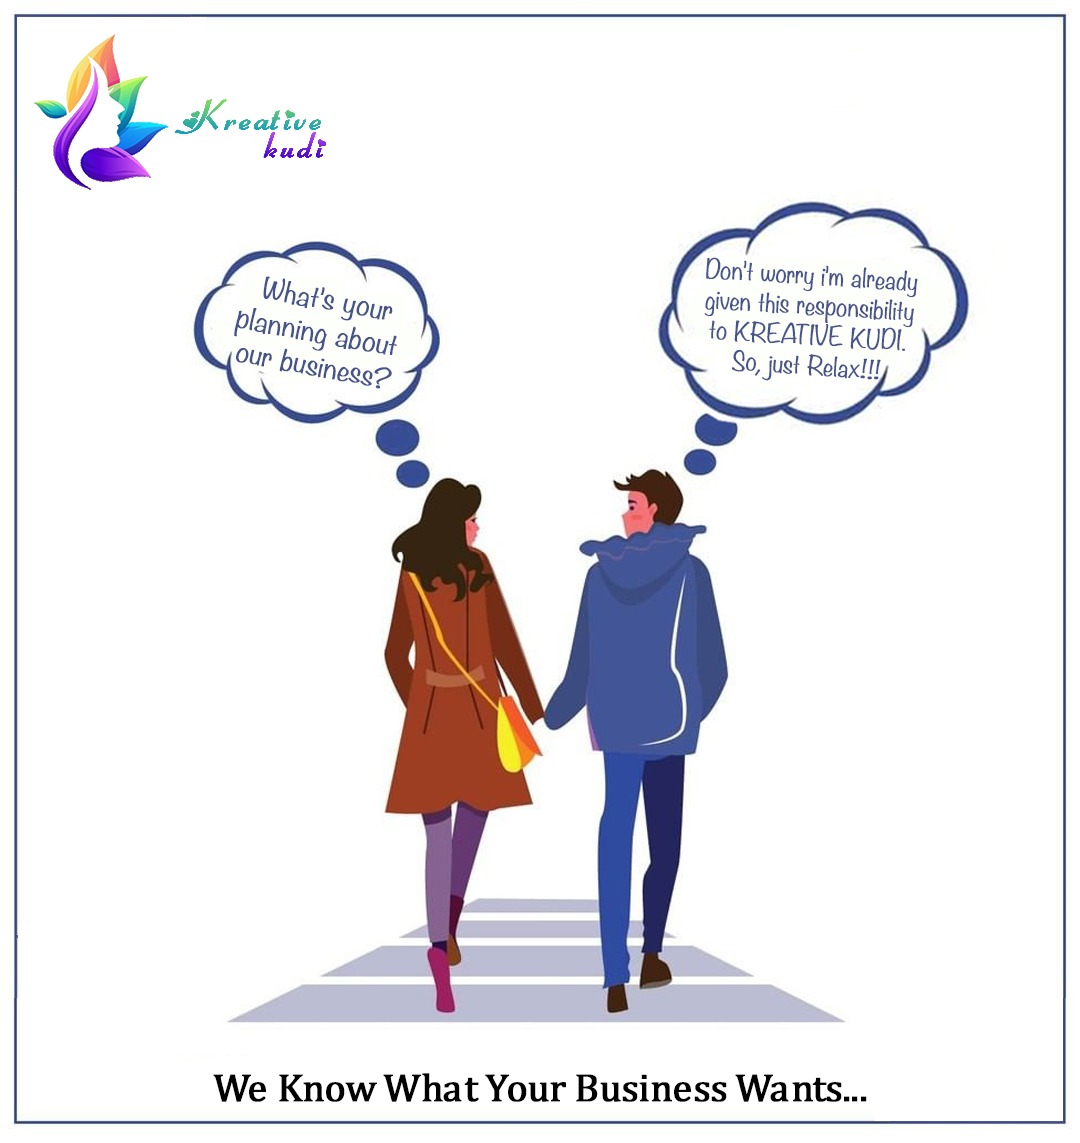 Kreative
kudi
What's your
planning about
our business?
Don't worry i'm already
given this responsibility
to KREATIVE KUDI.
So, just Relax!!!
We Know What Your Business Wants...